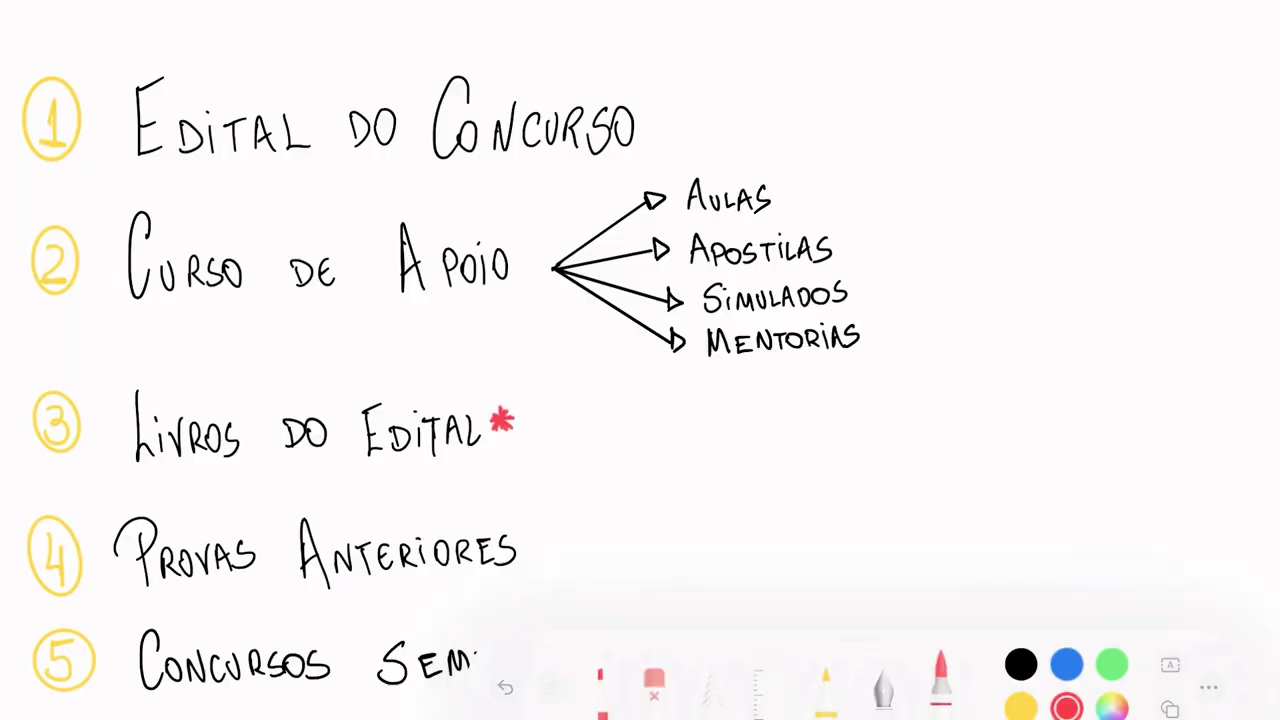 1 EDITAL DO CONCURSO
2 CURSO DE APOIO
AULAS
APOSTILAS
SIMULADOS
MENTORIAS
3 LIVROS DO EDITAL*
4 PROVAS ANTERIORES
5 CONCURSOS SEM